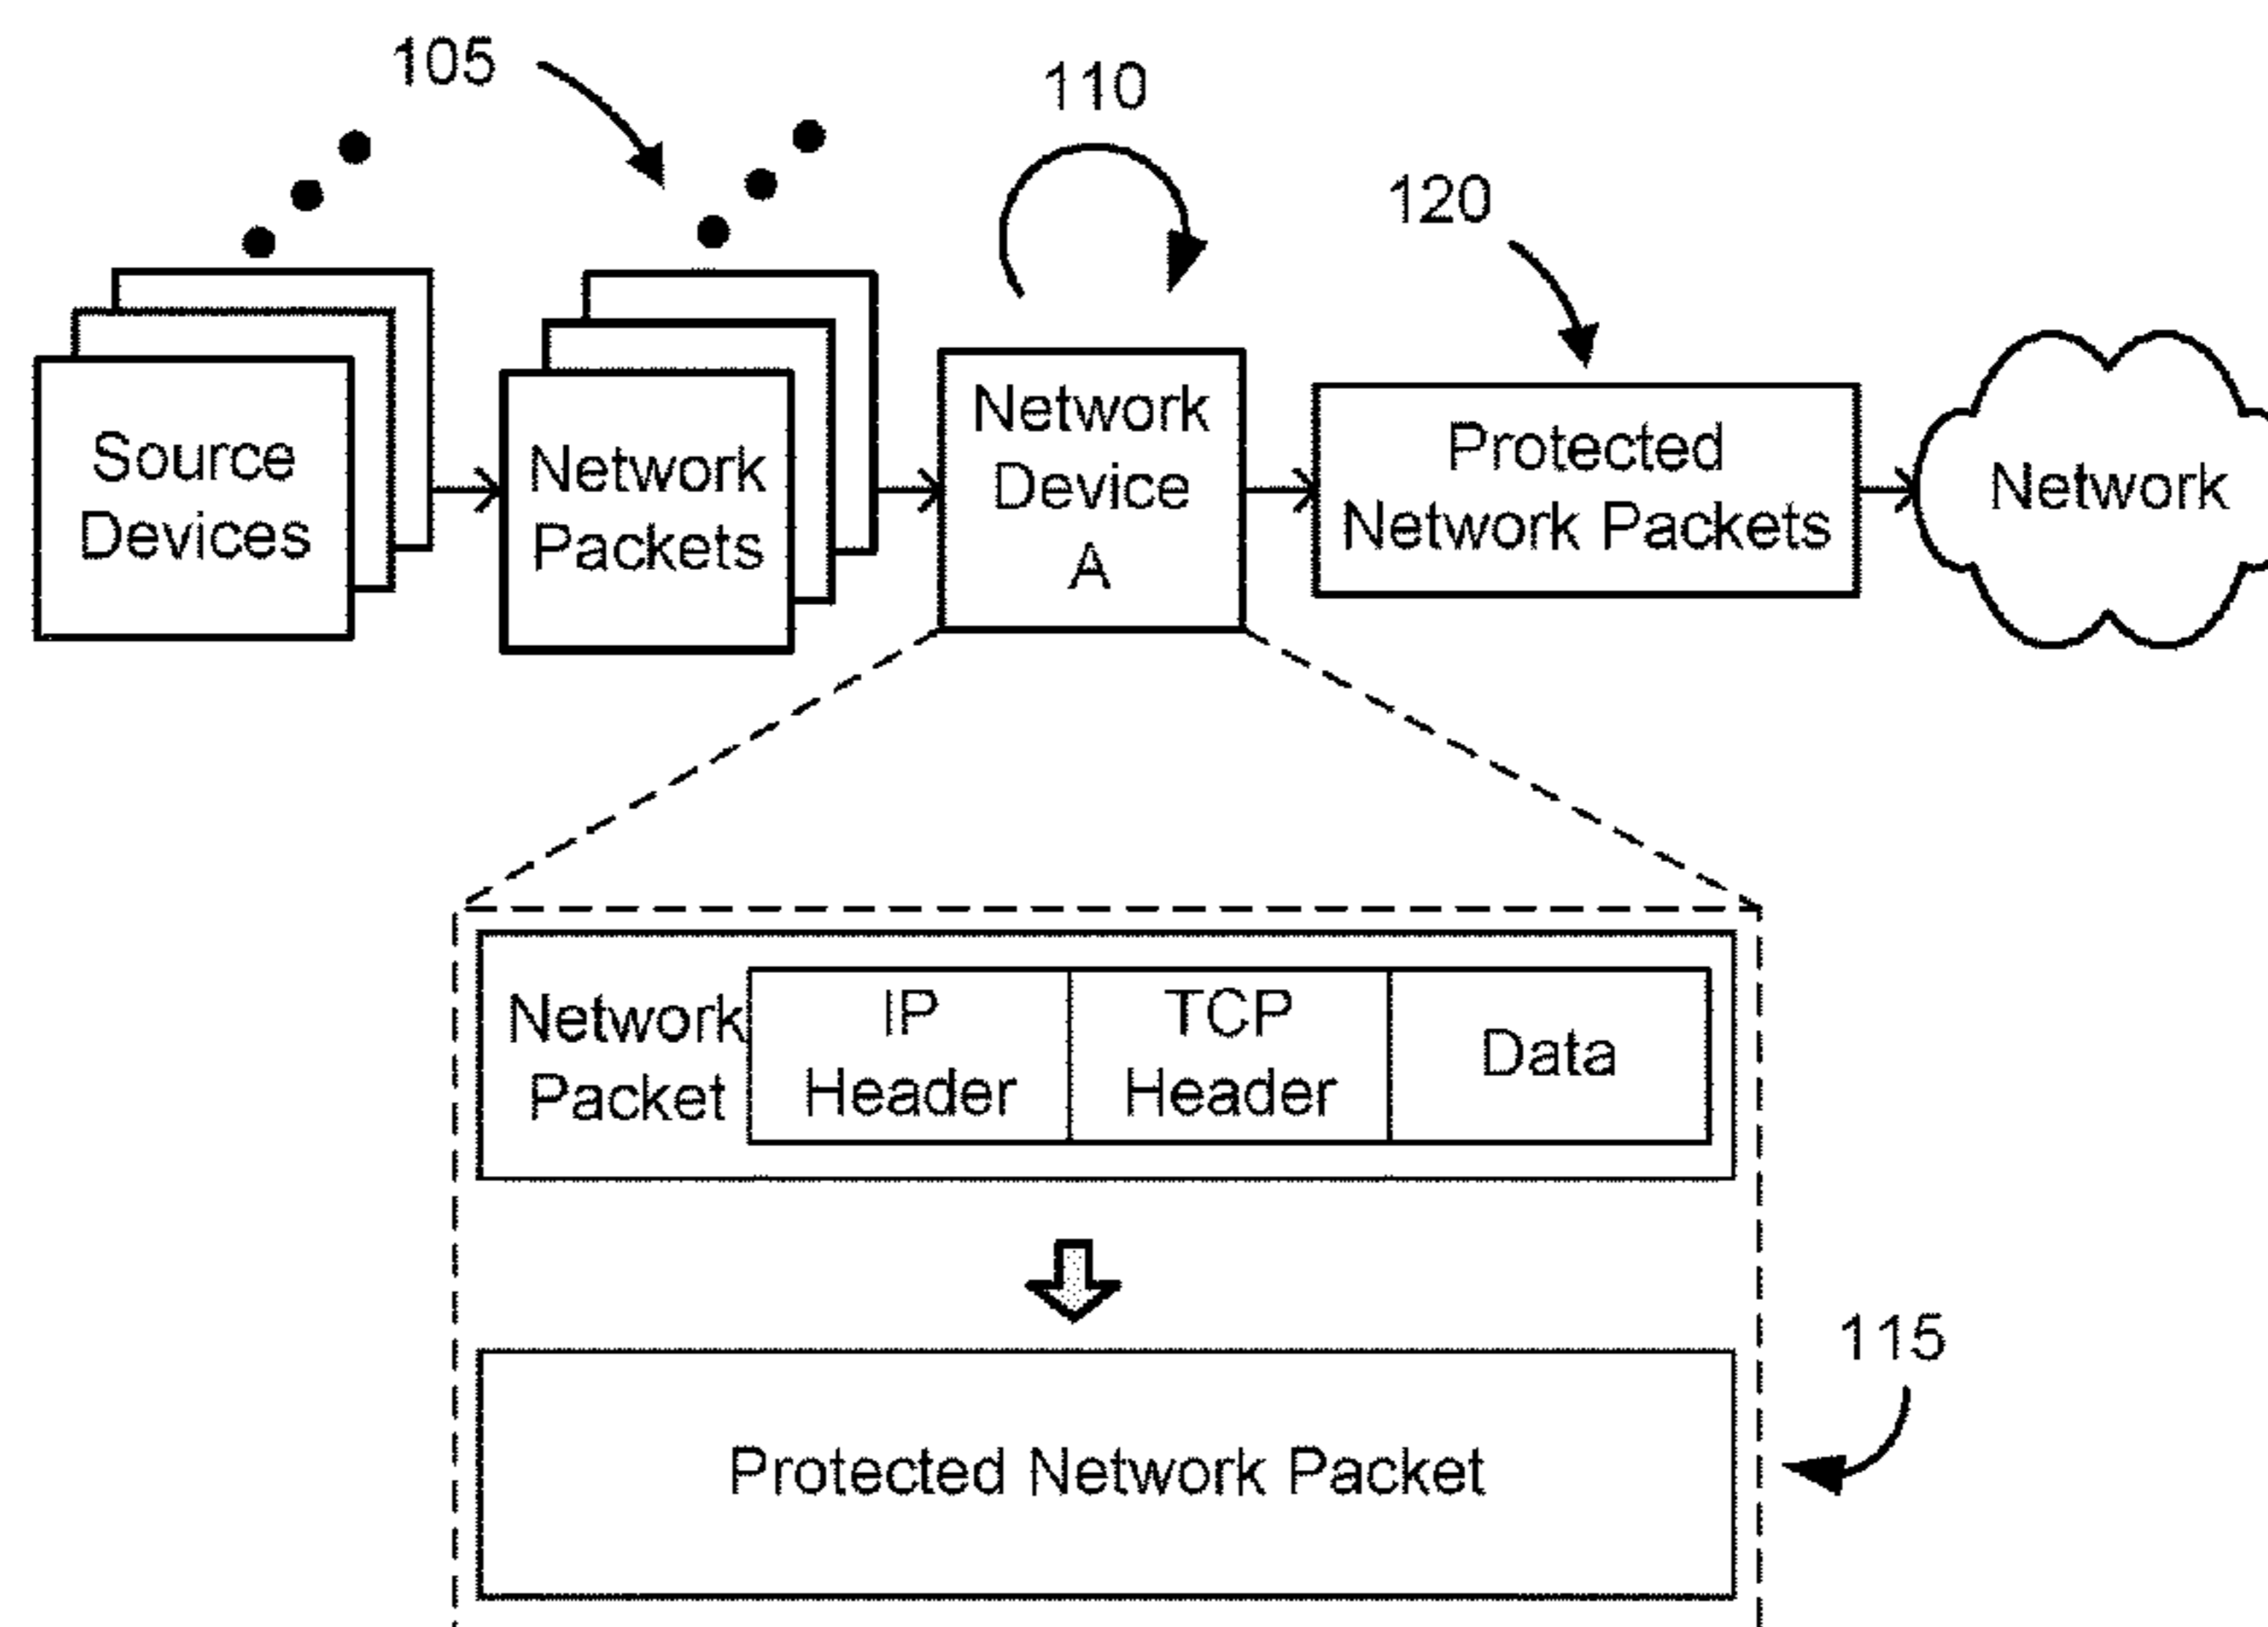 105
110
120
Source
Devices
Network
Packets
Network
Device
A
Protected
Network Packets
Network
Network
Packet
IP
Header
TCP
Header
Data
115
Protected Network Packet